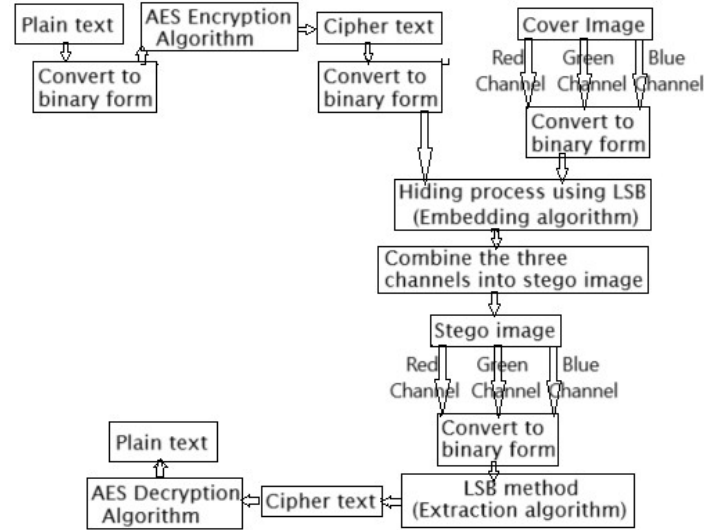 Plain text
AES Encryption
Algorithm
Cipher text
Cover Image
Convert to
binary form
Convert to
binary form
Red
Channel
Green
Channel
Blue
Channel
Convert to
binary form
Hiding process using LSB
(Embedding algorithm)
Combine the three
channels into stego image
Stego image
Red
Channel
Green
Channel
Blue
Channel
Convert to
binary form
LSB method
(Extraction algorithm)
Cipher text
AES Decryption
Algorithm
Plain text